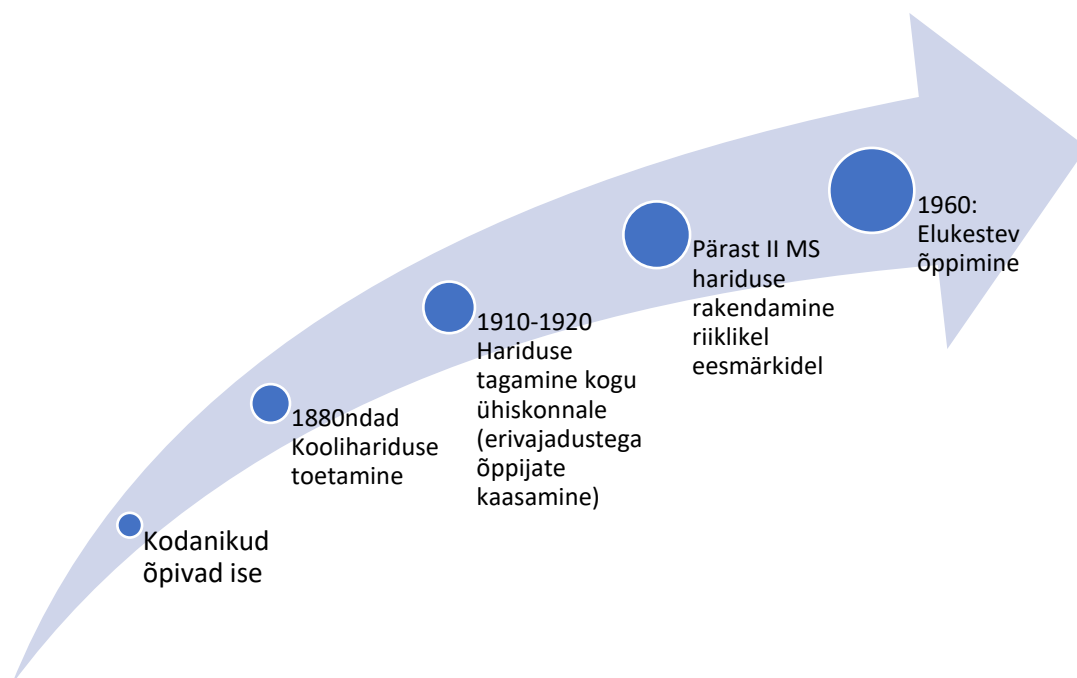 Kodanikud
õpivad ise
1880ndad
Koolihariduse
toetamine
1910-1920
Hariduse
tagamine kogu
ühiskonnale
(erivajadustega
õppijate
kaasamine)
Pärast II MS
hariduse
rakendamine
riiklikel
eesmärkidel
1960:
Elukestev
õppimine